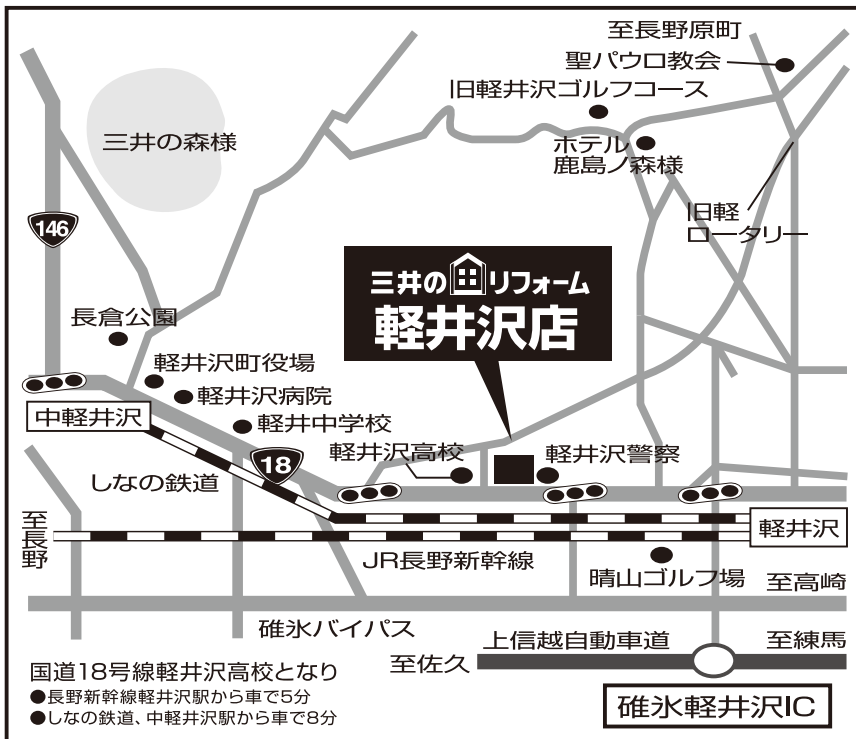 至長野原町
聖パウロ教会
旧軽井沢ゴルフコース
三井の森様
ホテル
鹿島ノ森様
146
旧軽
ロータリー
三井のリフォーム
軽井沢店
長倉公園
軽井沢町役場
軽井沢病院
中軽井沢
軽井中学校
18
軽井沢高校
軽井沢警察
しなの鉄道
至長野
軽井沢
JR長野新幹線
晴山ゴルフ場
至高崎
碓氷バイパス
上信越自動車道
至練馬
至佐久
国道18号線軽井沢高校となり
●長野新幹線軽井沢駅から車で5分
●しなの鉄道、中軽井沢駅から車で8分
碓氷軽井沢IC